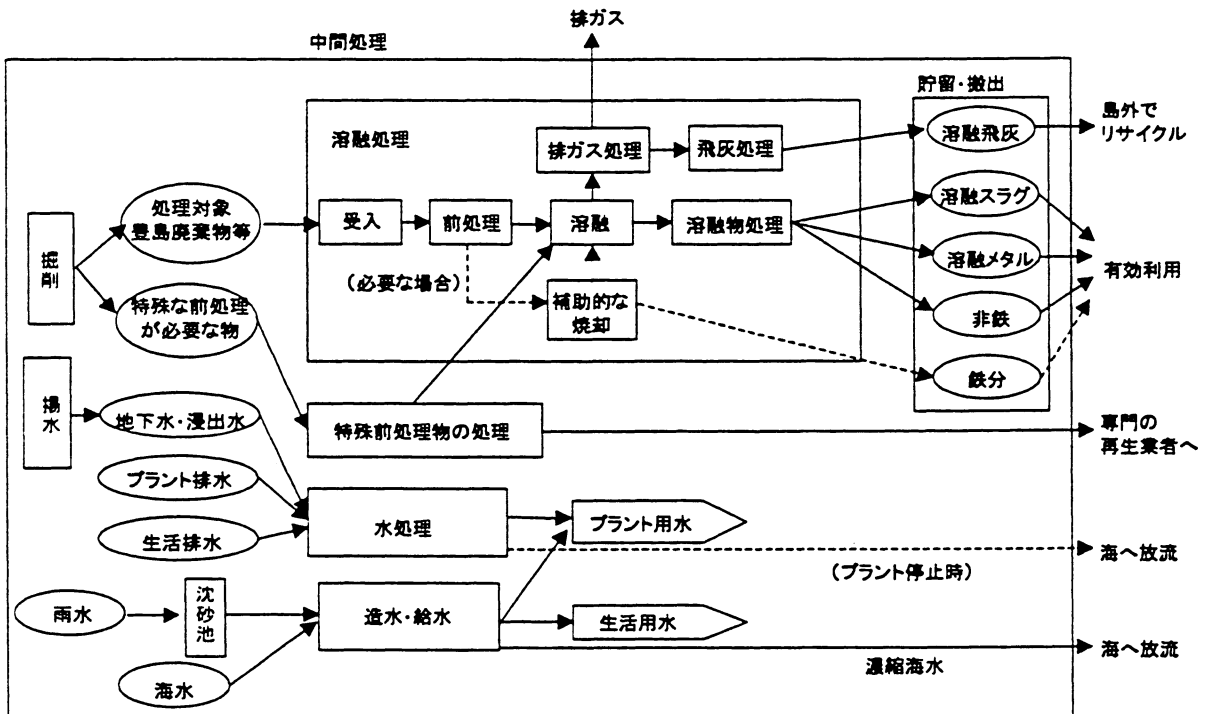 排ガス
中間処理
貯留・搬出
島外で
リサイクル
溶融処理
排ガス処理
飛灰処理
溶融飛灰
処理対象
豊島廃棄物等
受入
前処理
溶融
溶融物処理
溶融スラグ
掘削
(必要な場合)
溶融メタル
有効利用
特殊な前処理
が必要な物
補助的な
焼却
非鉄
鉄分
揚水
地下水・浸出水
特殊前処理物の処理
専門の
再生業者へ
プラント排水
水処理
プラント用水
生活排水
海へ放流
(プラント停止時)
雨水
沈砂池
造水・給水
生活用水
海へ放流
濃縮海水
海水